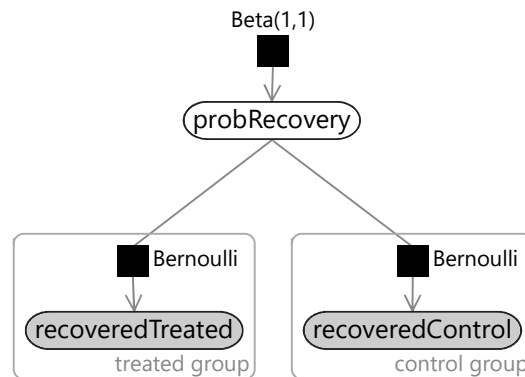 Beta(1,1)
probRecovery
Bernoulli
Bernoulli
recoveredTreated
recoveredControl
treated group
control group